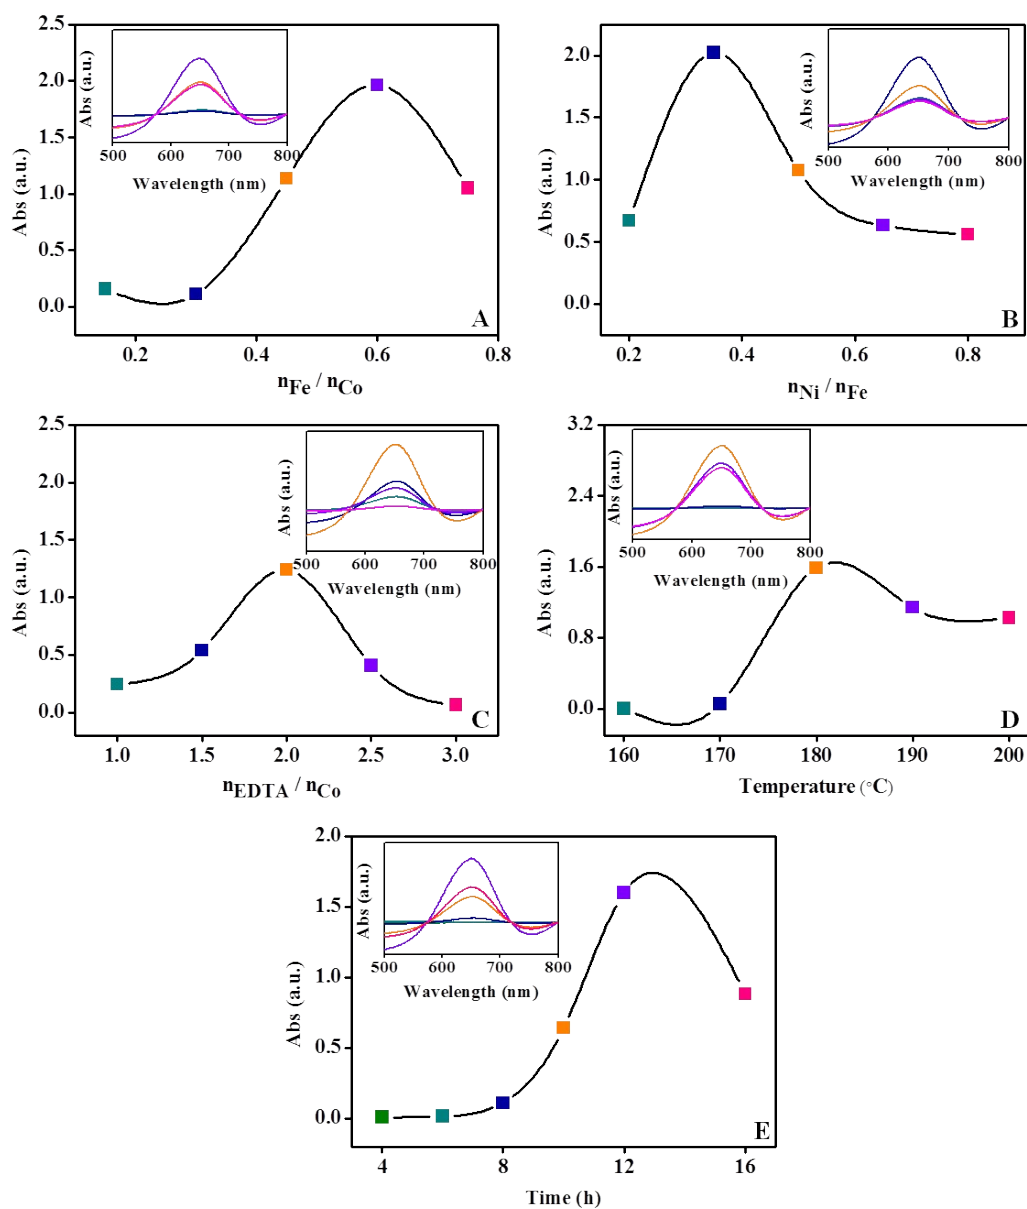 2.5
2.0
1.5
1.0
0.5
0.0
Abs (a.u.)
Abs (a.u.)
500 600 700 800
Wavelength (nm)
A
0.2 0.4 0.6 0.8
nFe / nCo
2.0
1.5
1.0
0.5
0.0
Abs (a.u.)
Abs (a.u.)
500 600 700 800
Wavelength (nm)
B
0.2 0.4 0.6 0.8
nNi / nFe
2.5
2.0
1.5
1.0
0.5
0.0
Abs (a.u.)
Abs (a.u.)
500 600 700 800
Wavelength (nm)
C
1.0 1.5 2.0 2.5 3.0
nEDTA / nCo
3.2
2.4
1.6
0.8
0.0
Abs (a.u.)
Abs (a.u.)
500 600 700 800
Wavelength (nm)
D
160 170 180 190 200
Temperature (°C)
2.0
1.5
1.0
0.5
0.0
Abs (a.u.)
Abs (a.u.)
500 600 700 800
Wavelength (nm)
E
4 8 12 16
Time (h)